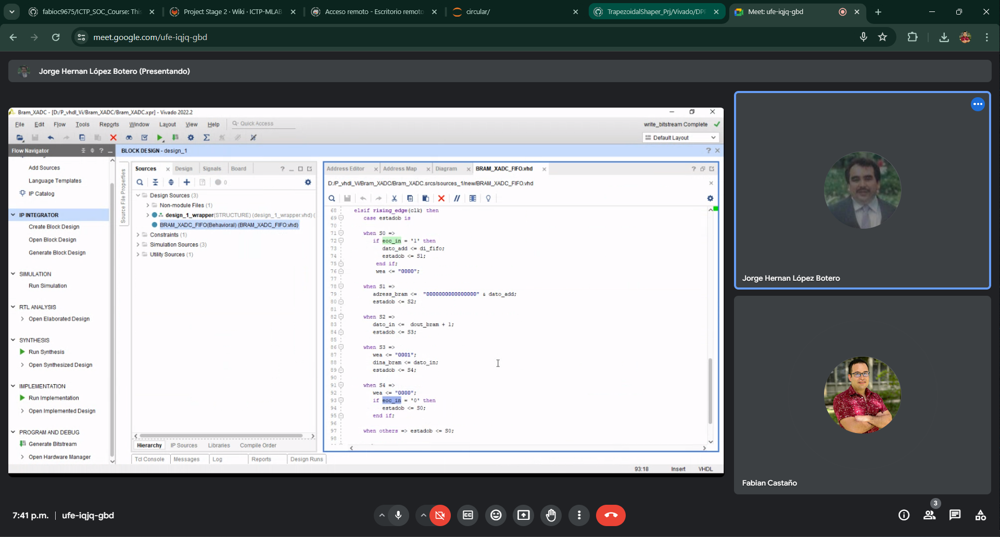 fabioc9675/ICTP_SOC_Course: This
Project Stage 2 · Wiki · ICTP-MLAB
Acceso remoto - Escritorio remoto
circular/
TrapezoidalShaper_Prj/Vivado/DPP
Meet: ufe-iqjq-gbd
meet.google.com/ufe-iqjq-gbd
Jorge Hernan López Botero (Presentando)
Bram_XADC - [D:/P_vhdl_Vi/Bram_XADC/Bram_XADC.xpr] - Vivado 2022.2
File Edit Flow Tools Reports Window Layout View Help Quick Access
write_bitstream Complete
Default Layout
Flow Navigator
BLOCK DESIGN - design_1
Add Sources
Language Templates
IP Catalog
IP INTEGRATOR
Create Block Design
Open Block Design
Generate Block Design
SIMULATION
Run Simulation
RTL ANALYSIS
Open Elaborated Design
SYNTHESIS
Run Synthesis
Open Synthesized Design
IMPLEMENTATION
Run Implementation
Open Implemented Design
PROGRAM AND DEBUG
Generate Bitstream
Open Hardware Manager
Source File Properties
Sources Design Signals Board
0
Design Sources (3)
Non-module Files (1)
design_1_wrapper(STRUCTURE) (design_1_wrapper.vhd) (
BRAM_XADC_FIFO(Behavioral) (BRAM_XADC_FIFO.vhd)
Constraints (1)
Simulation Sources (3)
Utility Sources (1)
Hierarchy IP Sources Libraries Compile Order
Tcl Console Messages Log Reports Design Runs
Address Editor Address Map Diagram BRAM_XADC_FIFO.vhd
D:/P_vhdl_Vi/Bram_XADC/Bram_XADC.srcs/sources_1/new/BRAM_XADC_FIFO.vhd
68 elsif rising_edge(clk) then
69 case estadob is
70
71 when S0 =>
72 if eoc_in = '1' then
73 dato_add <= di_fifo;
74 estadob <= S1;
75 end if;
76 wea <= "0000";
77
78 when S1 =>
79 adress_bram <= "0000000000000000" & dato_add;
80 estadob <= S2;
81
82 when S2 =>
83 dato_in <= dout_bram + 1;
84 estadob <= S3;
85
86 when S3 =>
87 wea <= "0001";
88 dina_bram <= dato_in;
89 estadob <= S4;
90
91 when S4 =>
92 wea <= "0000";
93 if eoc_in = '0' then
94 estadob <= S0;
95 end if;
96
97 when others => estadob <= S0;
98
93:18 Insert VHDL
Jorge Hernan López Botero
Fabian Castaño
7:41 p.m. | ufe-iqjq-gbd
3